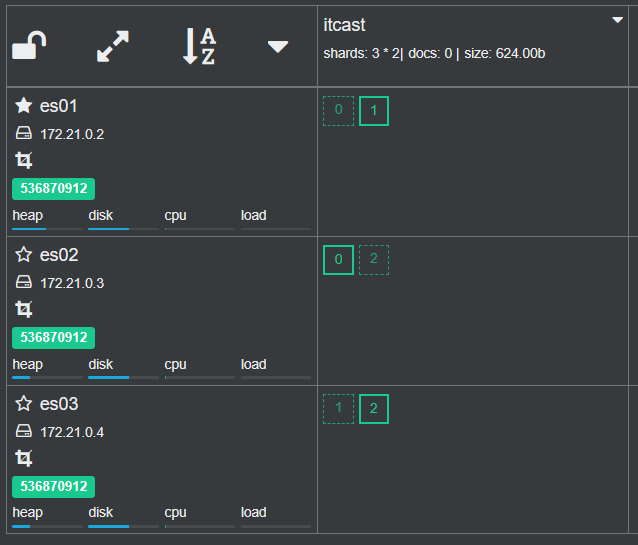 A
Z
itcast
shards: 3 * 2| docs: 0 | size: 624.00b
es01
172.21.0.2
536870912
heap disk cpu load
0 1
es02
172.21.0.3
536870912
heap disk cpu load
0 2
es03
172.21.0.4
536870912
heap disk cpu load
1 2